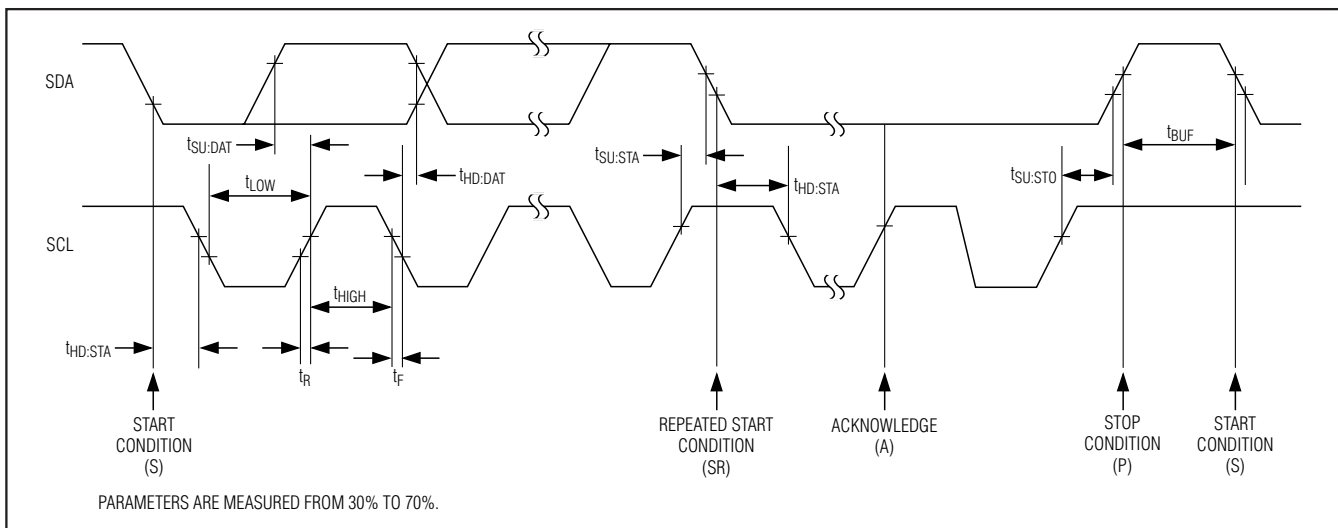 SDA
tSU:DAT
tLOW
tHD:DAT
tSU:STA
tHD:STA
tBUF
tSU:STO
SCL
tHIGH
tHD:STA
tR
tF
START
CONDITION
(S)
REPEATED START
CONDITION
(SR)
ACKNOWLEDGE
(A)
STOP
CONDITION
(P)
START
CONDITION
(S)
PARAMETERS ARE MEASURED FROM 30% TO 70%.